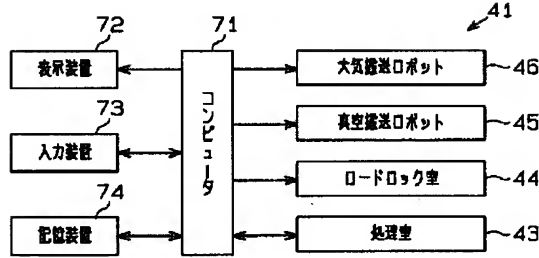 41
72
表示装置
71
コンピュータ
大気搬送ロボット
46
73
入力装置
真空搬送ロボット
45
ロードロック室
44
74
記憶装置
処理室
43